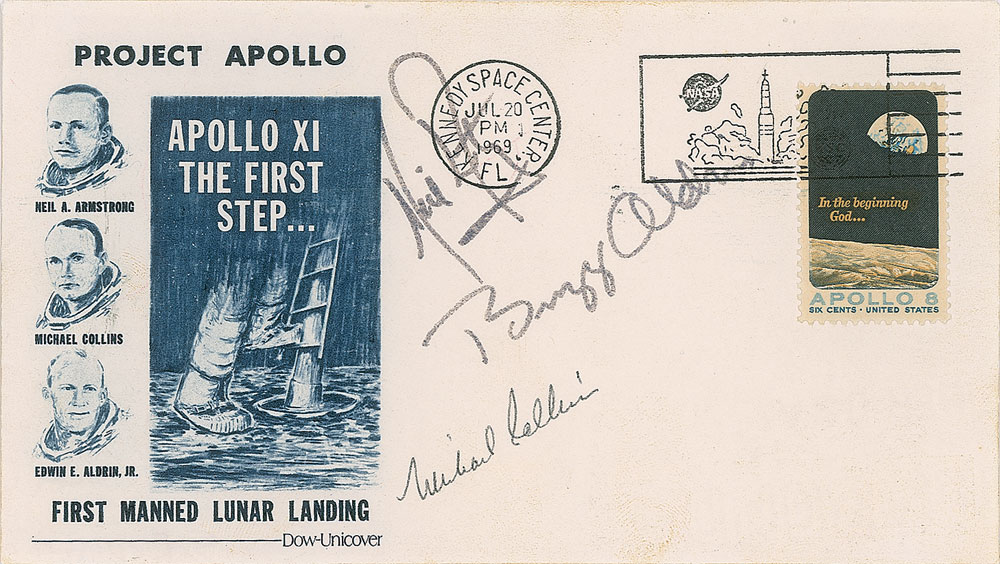 PROJECT APOLLO
NEIL A. ARMSTRONG
MICHAEL COLLINS
EDWIN E. ALDRIN, JR.
APOLLO XI
THE FIRST
STEP...
FIRST MANNED LUNAR LANDING
Dow-Unicover
KENNEDY SPACE CENTER, FL.
JUL 20
PM
1969
NASA
In the beginning
God...
APOLLO 8
SIX CENTS · UNITED STATES
Neil
Buzz Aldrin
Michael Collins